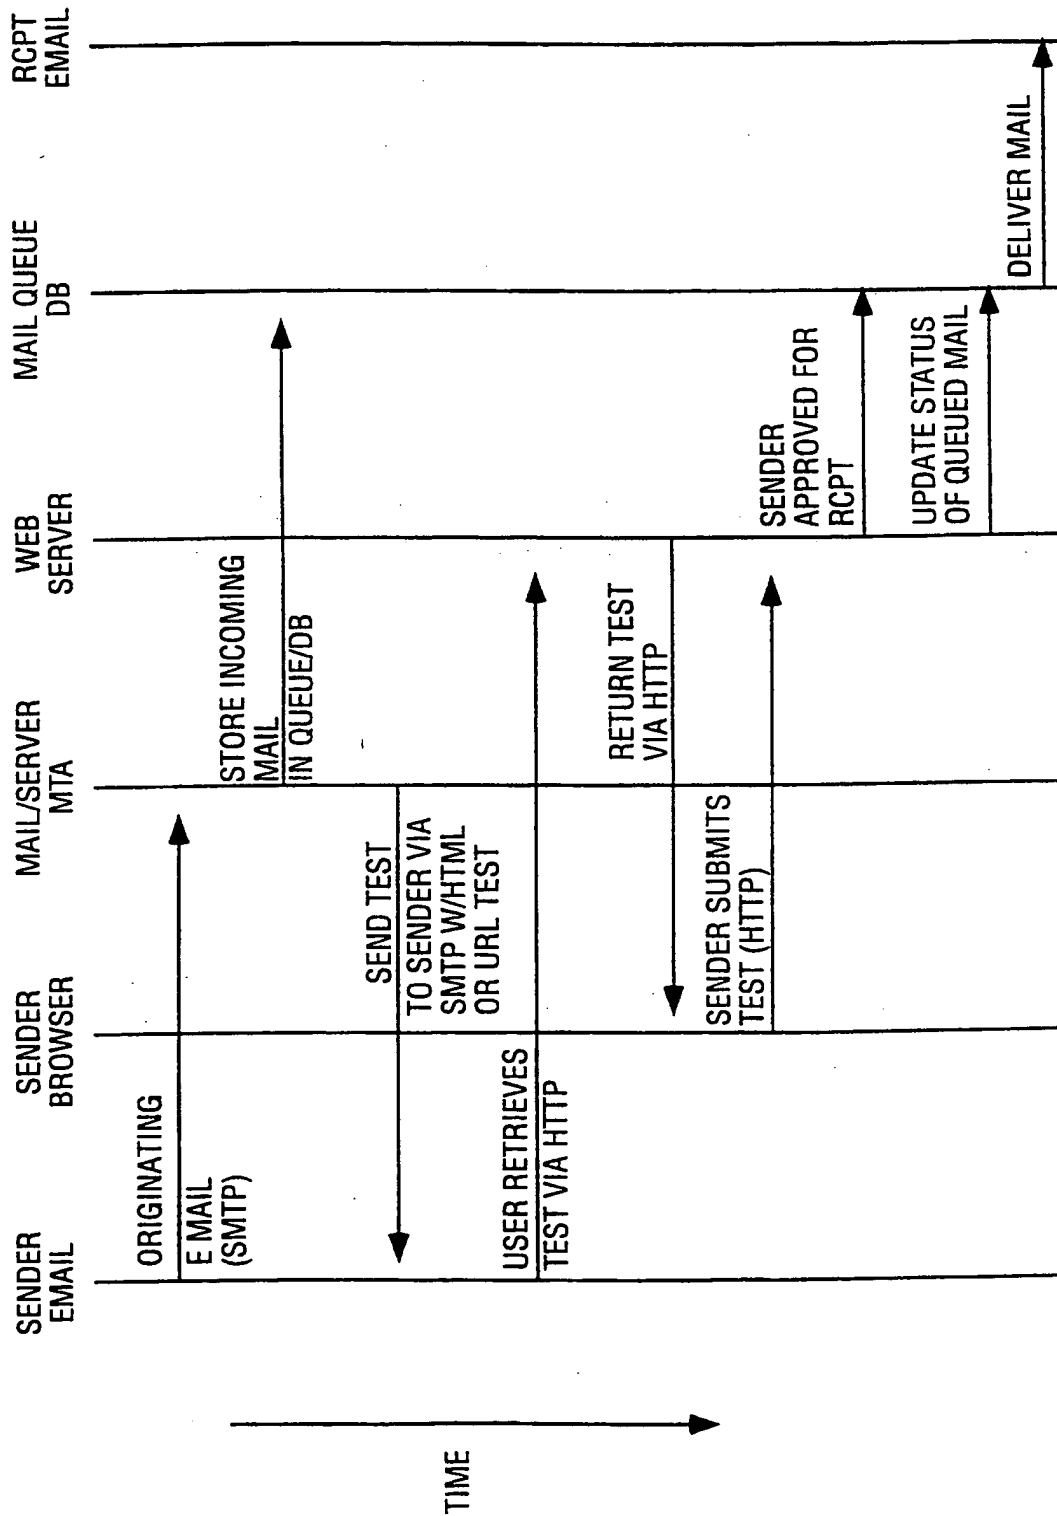 SENDER
EMAIL
SENDER
BROWSER
MAIL/SERVER
MTA
WEB
SERVER
MAIL QUEUE
DB
RCPT
EMAIL
ORIGINATING
E MAIL
(SMTP)
STORE INCOMING
MAIL
IN QUEUE/DB
SEND TEST
TO SENDER VIA
SMTP W/HTML
OR URL TEST
USER RETRIEVES
TEST VIA HTTP
RETURN TEST
VIA HTTP
SENDER SUBMITS
TEST (HTTP)
SENDER
APPROVED FOR
RCPT
UPDATE STATUS
OF QUEUED MAIL
DELIVER MAIL
TIME